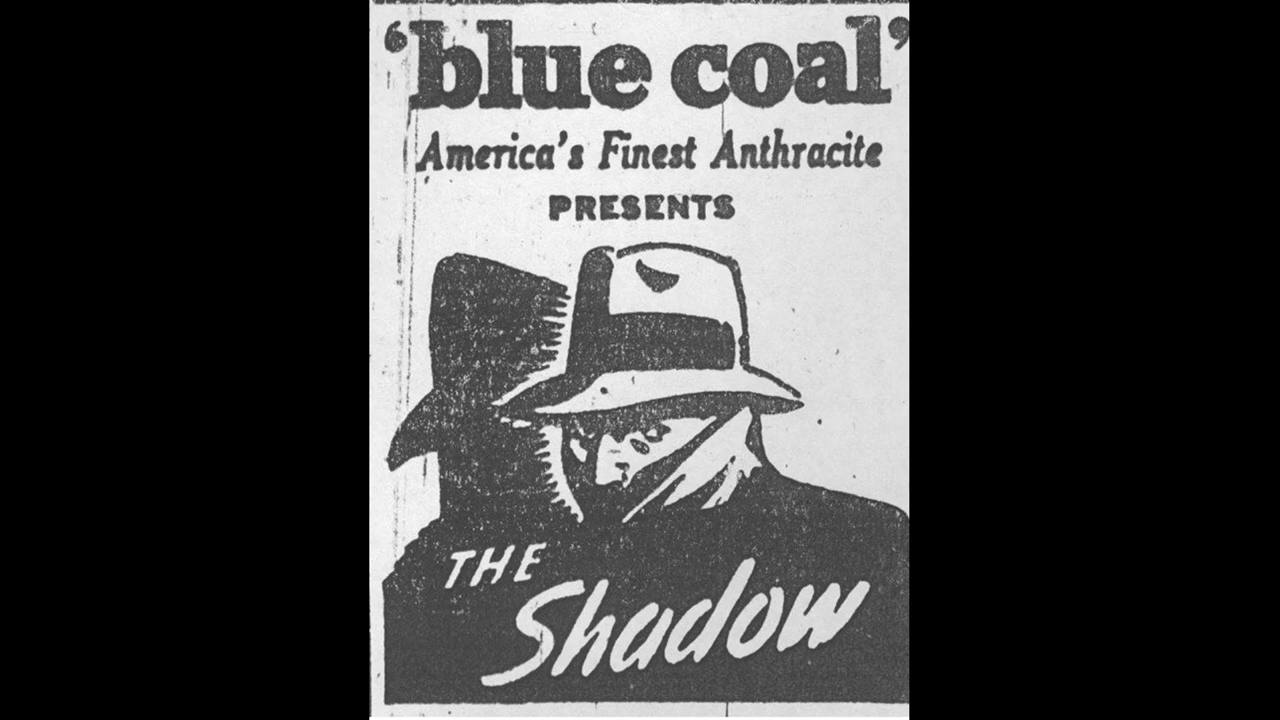 ‘blue coal’
America's Finest Anthracite
PRESENTS
THE
Shadow